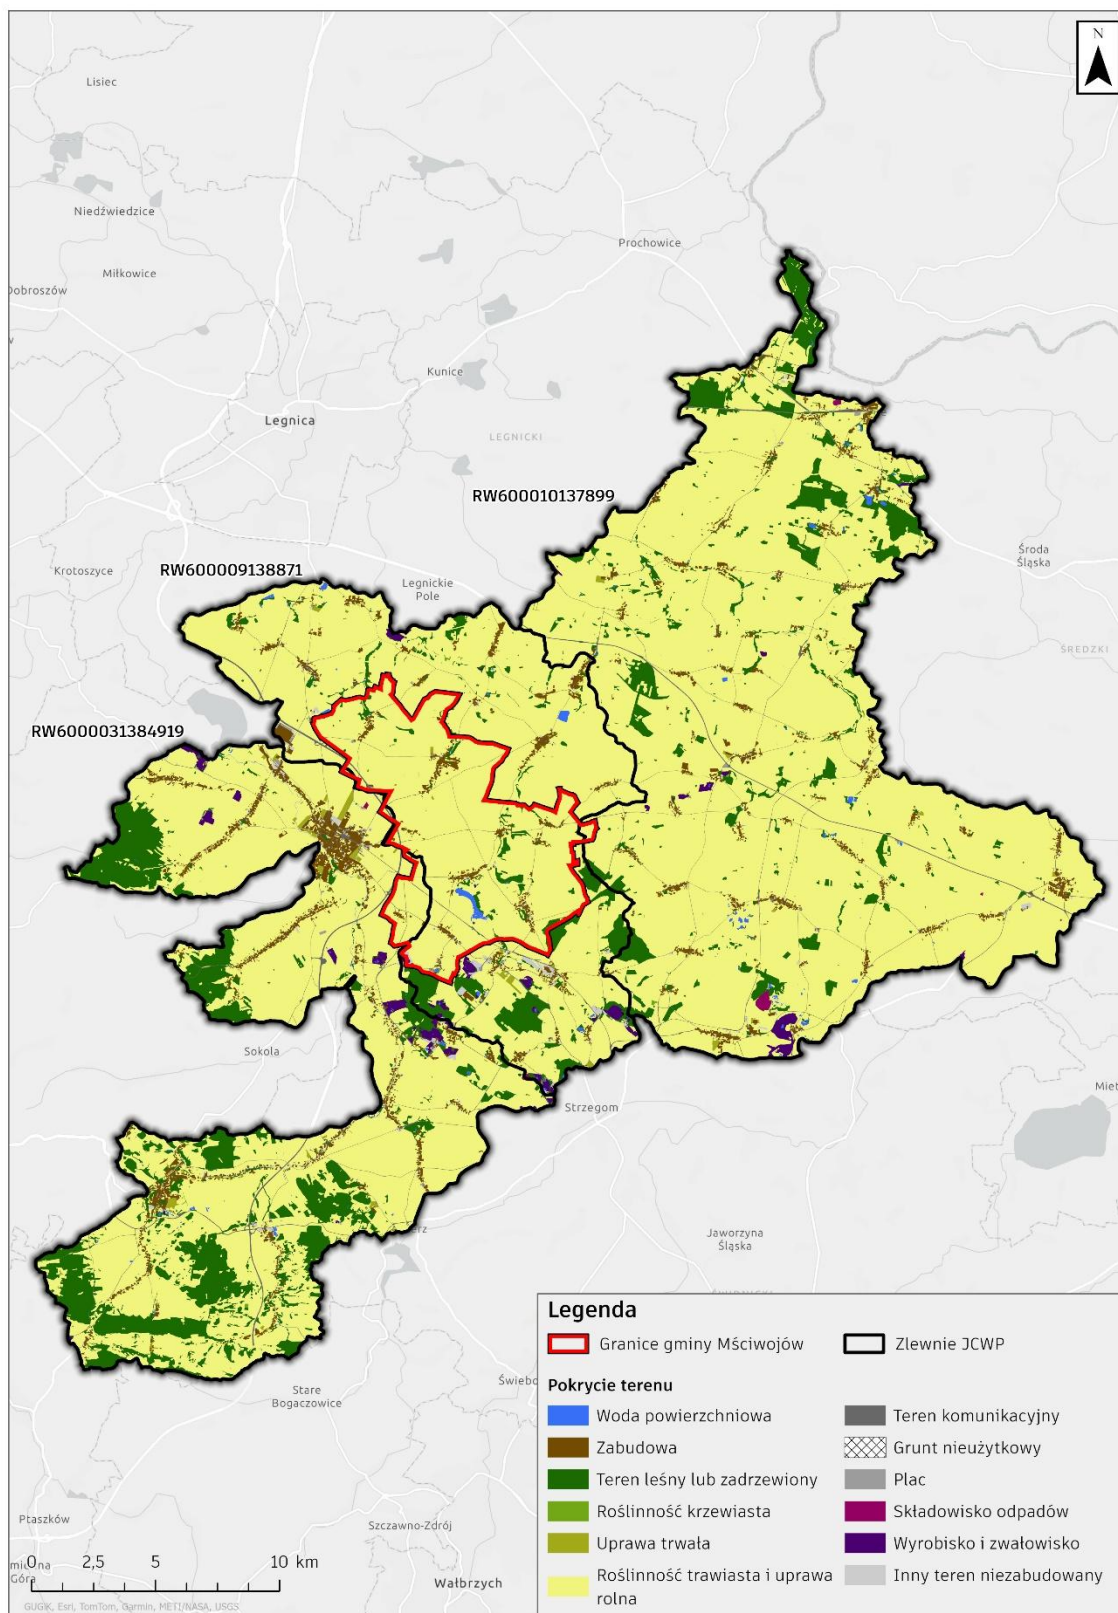 N
Lisiec
Niedźwiedzice
Prochowice
Miłkowice
Dobroszów
Kunice
Legnica
LEGNICKI
RW600010137899
Środa
Śląska
Krotoszyce
RW600009138871
Legnickie
Pole
ŚREDZKI
RW6000031384919
Sokola
Strzegom
Miet
Jaworzyna
Śląska
Stare
Bogaczowice
Świebo
Ptaszków
Szczawno-Zdrój
Wałbrzych
Góra
0 2,5 5 10 km
GUGiK, Esri, TomTom, Garmin, METI/NASA, USGS
Legenda
Granice gminy Mściwojów
Zlewnie JCWP
Pokrycie terenu
Woda powierzchniowa
Zabudowa
Teren leśny lub zadrzewiony
Roślinność krzewiasta
Uprawa trwała
Roślinność trawiasta i uprawa
rolna
Teren komunikacyjny
Grunt nieużytkowy
Plac
Składowisko odpadów
Wyrobisko i zwałowisko
Inny teren niezabudowany